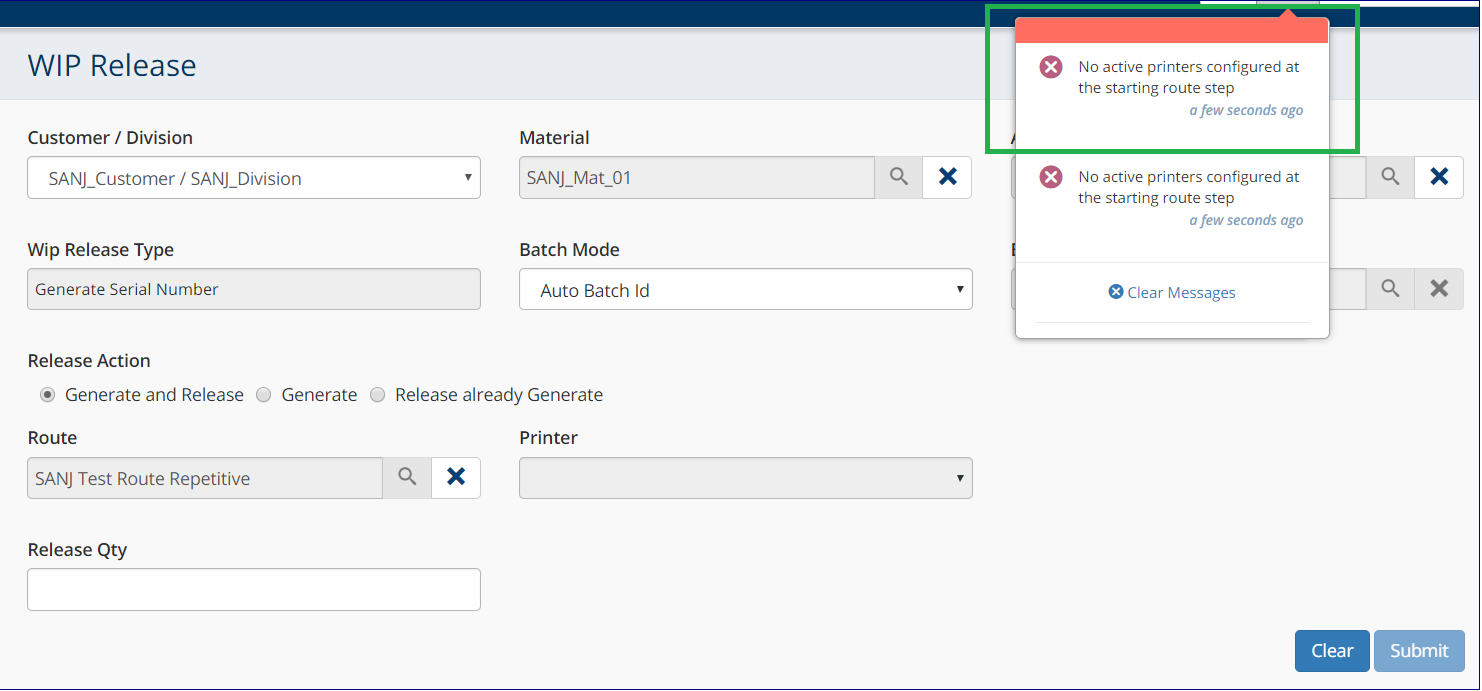 WIP Release
No active printers configured at
the starting route step
a few seconds ago
Customer / Division
Material
SANJ_Customer / SANJ_Division
SANJ_Mat_01
No active printers configured at
the starting route step
a few seconds ago
Wip Release Type
Batch Mode
Generate Serial Number
Auto Batch Id
Clear Messages
Release Action
Generate and Release
Generate
Release already Generate
Route
Printer
SANJ Test Route Repetitive
Release Qty
Clear
Submit